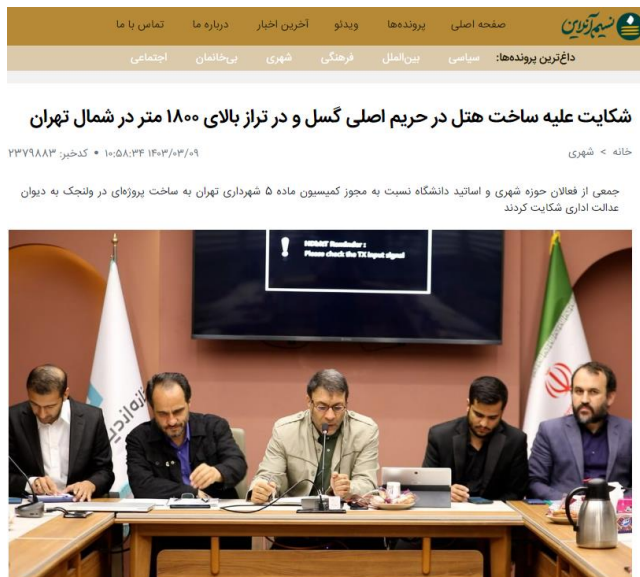 نسیم‌آنلاین
صفحه اصلی پرونده‌ها ویدئو آخرین اخبار درباره ما تماس با ما
داغ‌ترین پرونده‌ها: سیاسی بین‌الملل فرهنگی شهری بی‌خانمان اجتماعی
شکایت علیه ساخت هتل در حریم اصلی گسل و در تراز بالای ۱۸۰۰ متر در شمال تهران
خانه > شهری
۱۴۰۳/۰۳/۰۹ ۱۰:۵۸:۳۴ • کدخبر: ۲۳۷۹۸۸۳
جمعی از فعالان حوزه شهری و اساتید دانشگاه نسبت به مجوز کمیسیون ماده ۵ شهرداری تهران به ساخت پروژه‌ای در ولنجک به دیوان
عدالت اداری شکایت کردند
! HDbitT Reminder :
Please check the TX input signal